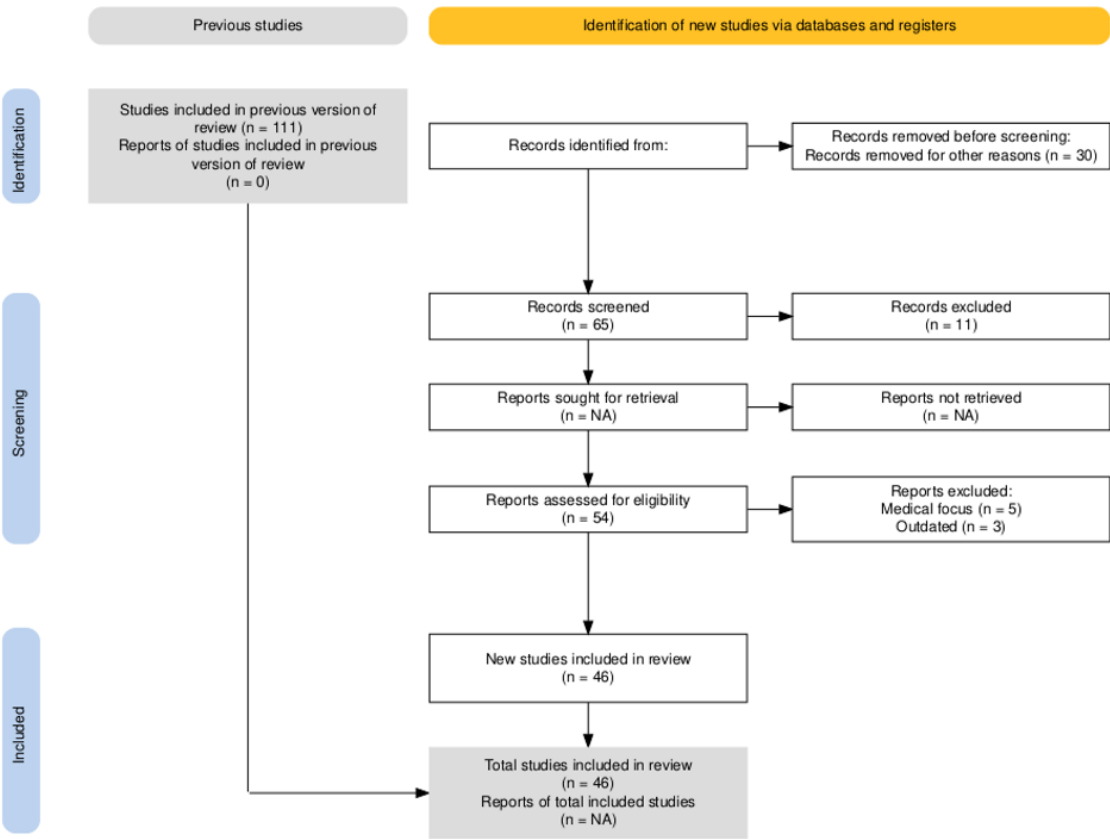 Previous studies
Identification of new studies via databases and registers
Identification
Studies included in previous version of
review (n = 111)
Reports of studies included in previous
version of review
(n = 0)
Records identified from:
Records removed before screening:
Records removed for other reasons (n = 30)
Screening
Records screened
(n = 65)
Records excluded
(n = 11)
Reports sought for retrieval
(n = NA)
Reports not retrieved
(n = NA)
Reports assessed for eligibility
(n = 54)
Reports excluded:
Medical focus (n = 5)
Outdated (n = 3)
Included
New studies included in review
(n = 46)
Total studies included in review
(n = 46)
Reports of total included studies
(n = NA)